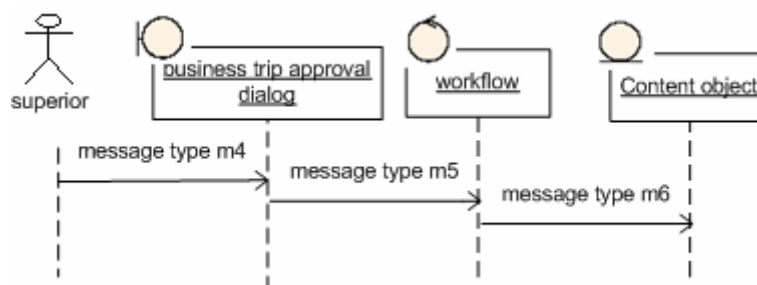 superior
business trip approval
dialog
workflow
Content object
message type m4
message type m5
message type m6